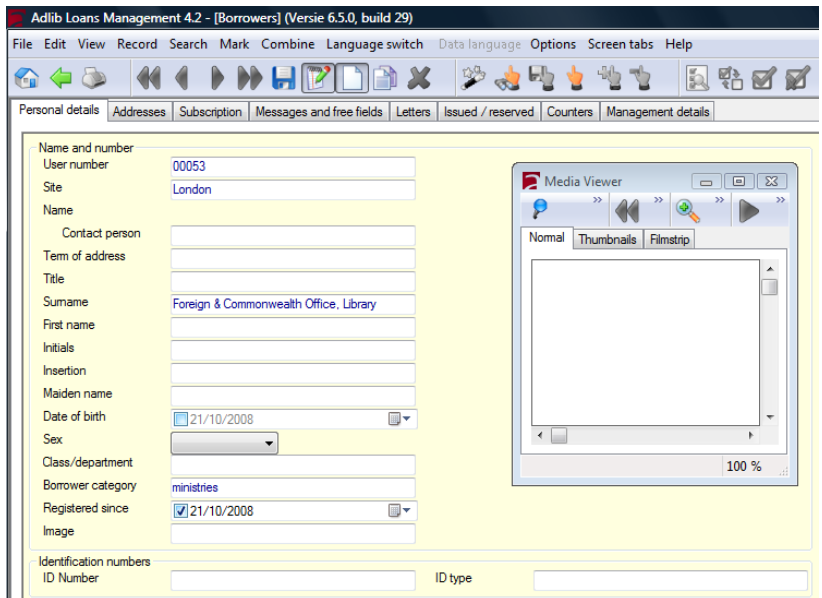 Adlib Loans Management 4.2 - [Borrowers] (Versie 6.5.0, build 29)
File Edit View Record Search Mark Combine Language switch Data language Options Screen tabs Help
Personal details Addresses Subscription Messages and free fields Letters Issued / reserved Counters Management details
Name and number
User number 00053
Site London
Name
Contact person
Term of address
Title
Surname Foreign & Commonwealth Office, Library
First name
Initials
Insertion
Maiden name
Date of birth 21/10/2008
Sex
Class/department
Borrower category ministries
Registered since 21/10/2008
Image
Media Viewer
Normal Thumbnails Filmstrip
100 %
Identification numbers
ID Number ID type